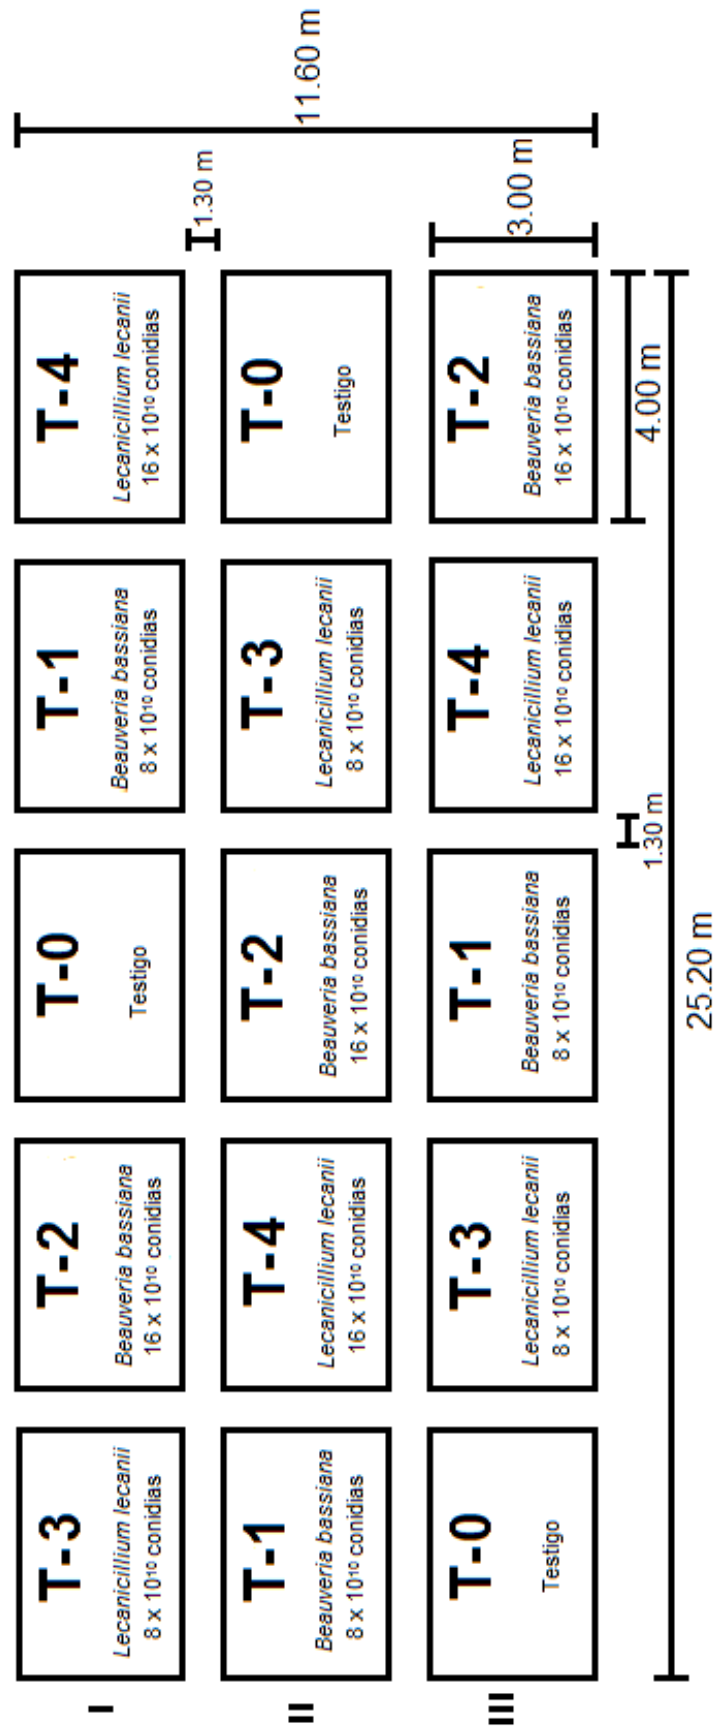 I
T-3
Lecanicillium lecanii
8 x 10¹⁰ conidias
T-2
Beauveria bassiana
16 x 10¹⁰ conidias
T-0
Testigo
T-1
Beauveria bassiana
8 x 10¹⁰ conidias
T-4
Lecanicillium lecanii
16 x 10¹⁰ conidias
11.60 m
1.30 m
II
T-1
Beauveria bassiana
8 x 10¹⁰ conidias
T-4
Lecanicillium lecanii
16 x 10¹⁰ conidias
T-2
Beauveria bassiana
16 x 10¹⁰ conidias
T-3
Lecanicillium lecanii
8 x 10¹⁰ conidias
T-0
Testigo
III
T-0
Testigo
T-3
Lecanicillium lecanii
8 x 10¹⁰ conidias
T-1
Beauveria bassiana
8 x 10¹⁰ conidias
T-4
Lecanicillium lecanii
16 x 10¹⁰ conidias
T-2
Beauveria bassiana
16 x 10¹⁰ conidias
3.00 m
1.30 m
4.00 m
25.20 m